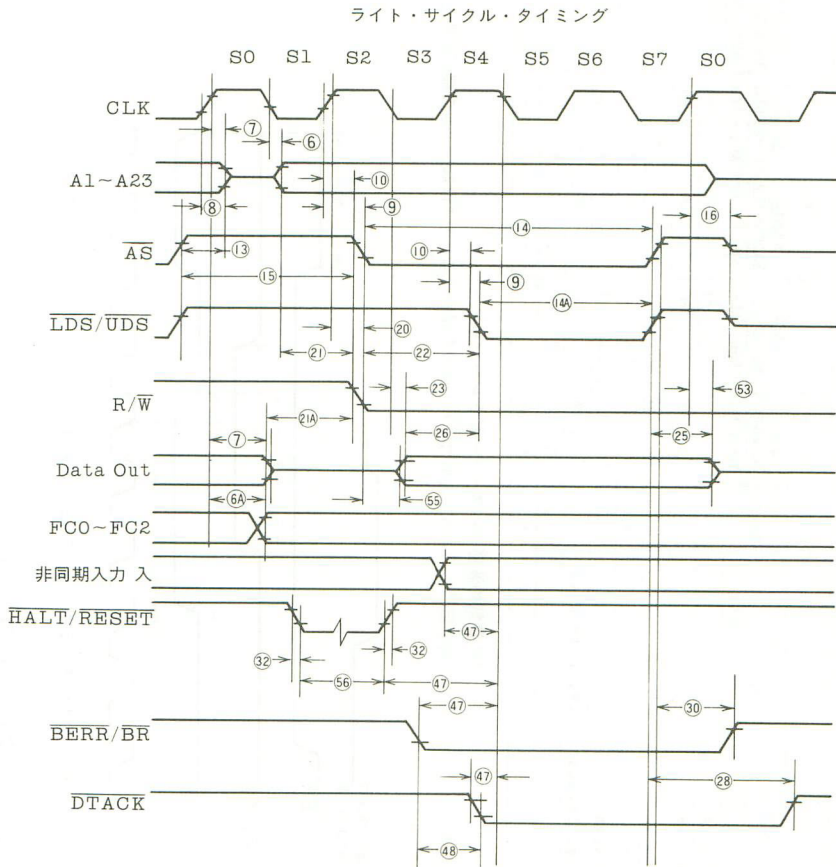 ライト・サイクル・タイミング
S0 S1 S2 S3 S4 S5 S6 S7 S0
CLK
⑦
⑥
A1~A23
⑩
⑧
⑨
⑭
⑯
AS
⑬
⑩
⑮
⑨
⑭A
LDS/UDS
⑳
㉑
㉒
R/W
㉓
㊼
㉑A
㉖
㉕
⑦
Data Out
⑥A
55
FC0~FC2
非同期入力 入
HALT/RESET
㊼
㉜
㉜
56
㊼
㊼
㉚
BERR/BR
㊼
㉘
DTACK
㊽